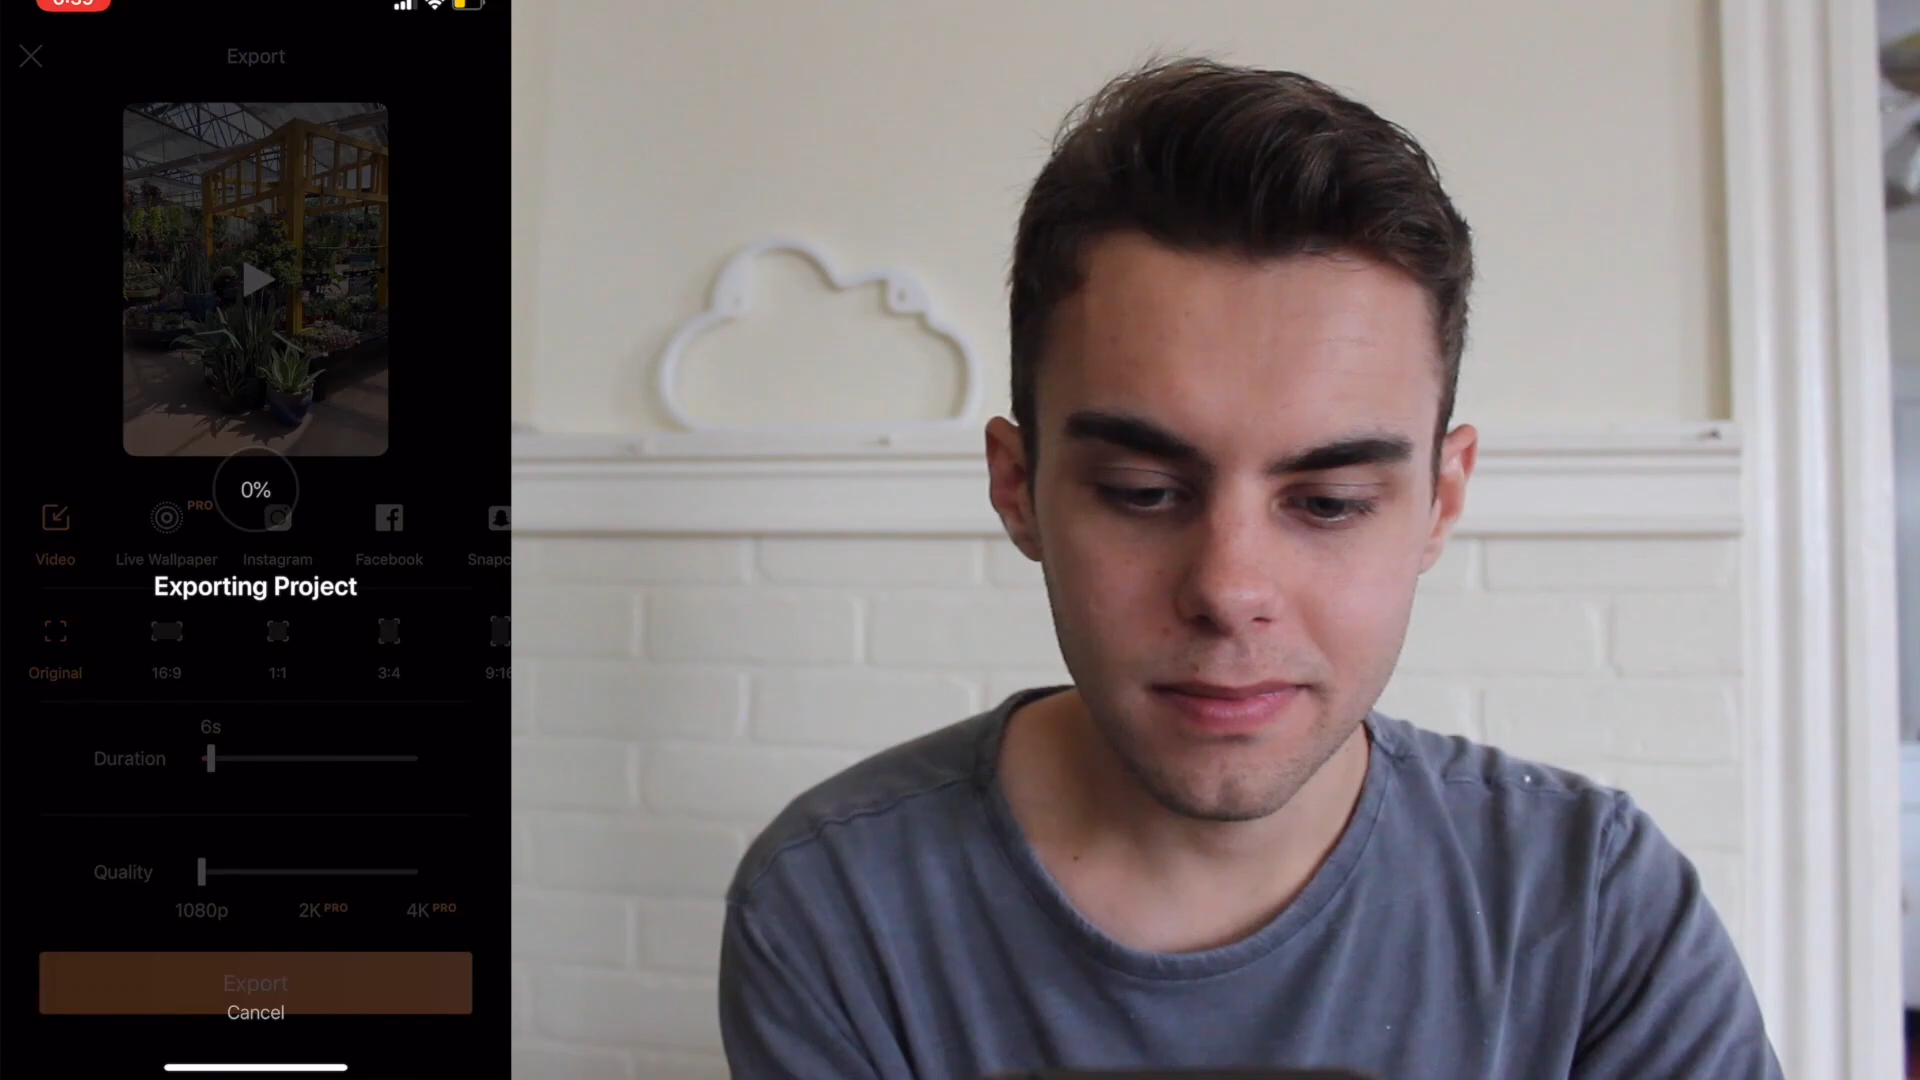 Export
0%
PRO
Video
Live Wallpaper
Instagram
Facebook
Snapc
Exporting Project
Original
16:9
1:1
3:4
9:16
6s
Duration
Quality
1080p
2K PRO
4K PRO
Export
Cancel